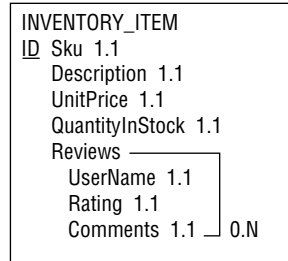 INVENTORY_ITEM
ID Sku 1.1
Description 1.1
UnitPrice 1.1
QuantityInStock 1.1
Reviews
UserName 1.1
Rating 1.1
Comments 1.1 0.N